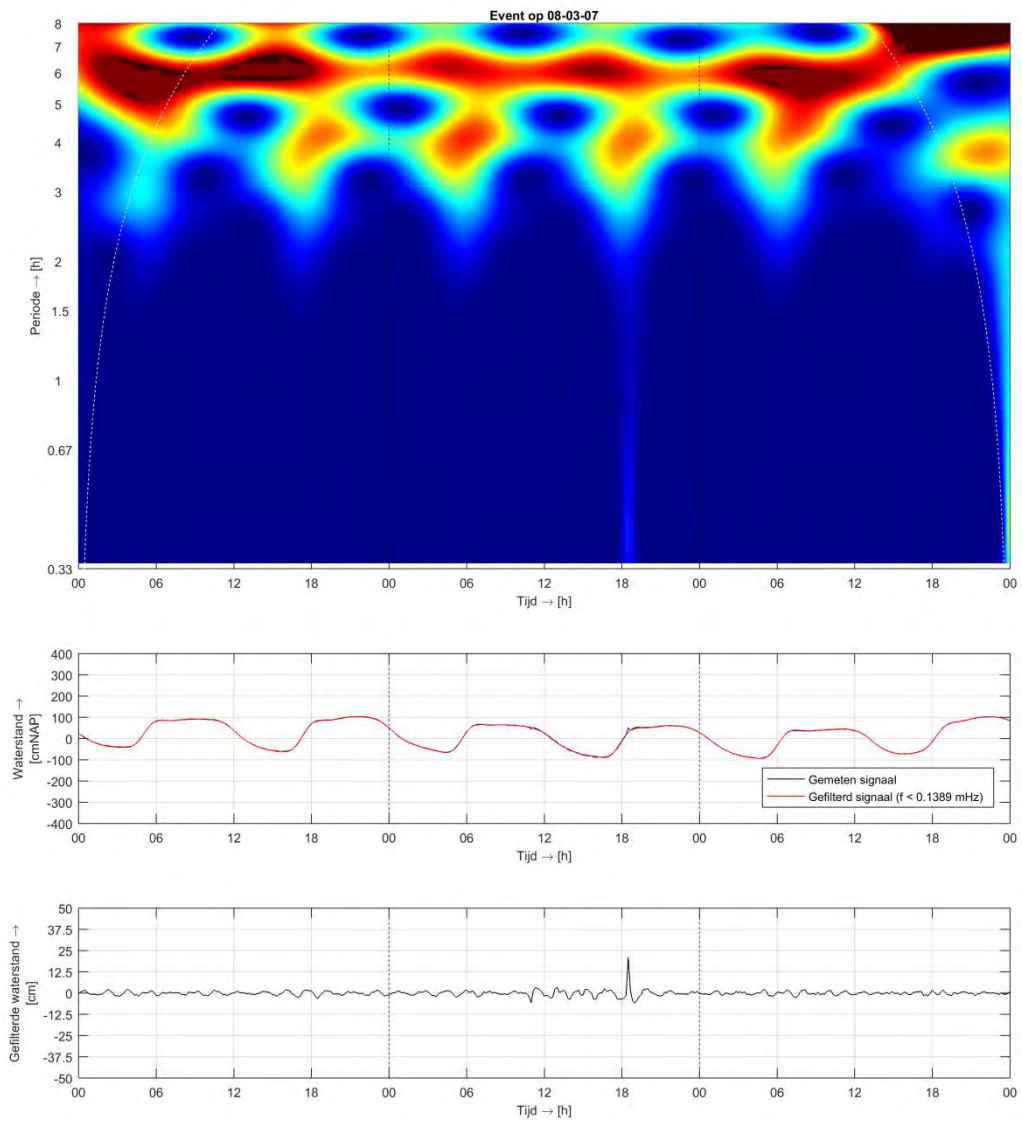 Event op 08-03-07
8
7
6
5
4
3
2
1.5
1
0.67
0.33
Periode → [h]
00 06 12 18 00 06 12 18 00 06 12 18 00
Tijd → [h]
400
300
200
100
0
-100
-200
-300
-400
Waterstand →
[cmNAP]
Gemeten signaal
Gefilterd signaal (f < 0.1389 mHz)
00 06 12 18 00 06 12 18 00 06 12 18 00
Tijd → [h]
50
37.5
25
12.5
0
-12.5
-25
-37.5
-50
Gefilterde waterstand →
[cm]
00 06 12 18 00 06 12 18 00 06 12 18 00
Tijd → [h]